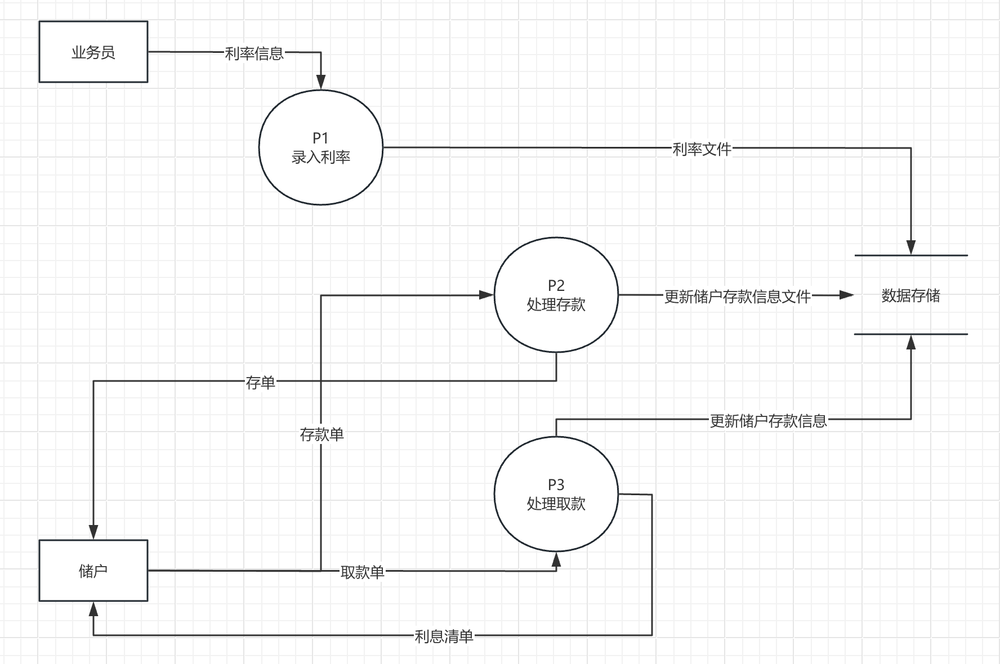 业务员
利率信息
P1
录入利率
利率文件
P2
处理存款
更新储户存款信息文件
数据存储
存单
更新储户存款信息
存款单
P3
处理取款
储户
取款单
利息清单